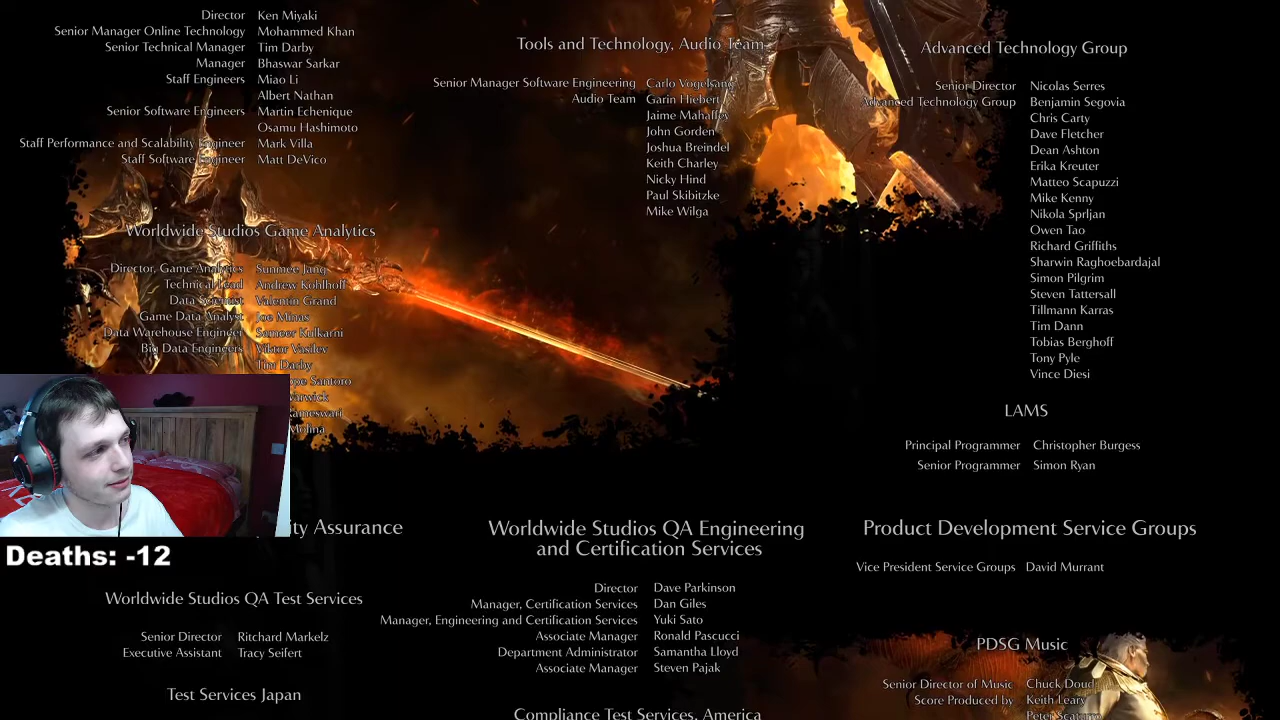 Director Ken Miyaki
Senior Manager Online Technology Mohammed Khan
Senior Technical Manager Tim Darby
Manager Bhaswar Sarkar
Staff Engineers Miao Li
Albert Nathan
Senior Software Engineers Martin Echenique
Osamu Hashimoto
Staff Performance and Scalability Engineer Mark Villa
Staff Software Engineer Matt DeVico
Worldwide Studios Game Analytics
Director, Game Analytics Sunmee Jang
Technical Lead Andrew Kohlhoff
Data Scientist Valentin Grand
Game Data Analyst Joe Minas
Data Warehouse Engineer Sameer Kulkarni
Big Data Engineers Viktor Vasilev
Tim Darby
Santoro
Tools and Technology, Audio Team
Senior Manager Software Engineering Carlo Vogelsang
Audio Team Garin Hiebert
Jaime Mahaffey
John Gorden
Joshua Breindel
Keith Charley
Nicky Hind
Paul Skibitzke
Mike Wilga
Advanced Technology Group
Senior Director Nicolas Serres
Advanced Technology Group Benjamin Segovia
Chris Carty
Dave Fletcher
Dean Ashton
Erika Kreuter
Matteo Scapuzzi
Mike Kenny
Nikola Sprljan
Owen Tao
Richard Griffiths
Sharwin Raghoebardajal
Simon Pilgrim
Steven Tattersall
Tillmann Karras
Tim Dann
Tobias Berghoff
Tony Pyle
Vince Diesi
LAMS
Principal Programmer Christopher Burgess
Senior Programmer Simon Ryan
Assurance
Deaths: -12
Worldwide Studios QA Test Services
Senior Director Ritchard Markelz
Executive Assistant Tracy Seifert
Test Services Japan
Worldwide Studios QA Engineering
and Certification Services
Director Dave Parkinson
Manager, Certification Services Dan Giles
Manager, Engineering and Certification Services Yuki Sato
Associate Manager Ronald Pascucci
Department Administrator Samantha Lloyd
Associate Manager Steven Pajak
Compliance Test Services, America
Product Development Service Groups
Vice President Service Groups David Murrant
PDSG Music
Senior Director of Music Chuck Doud
Score Produced by Keith Leary
Peter